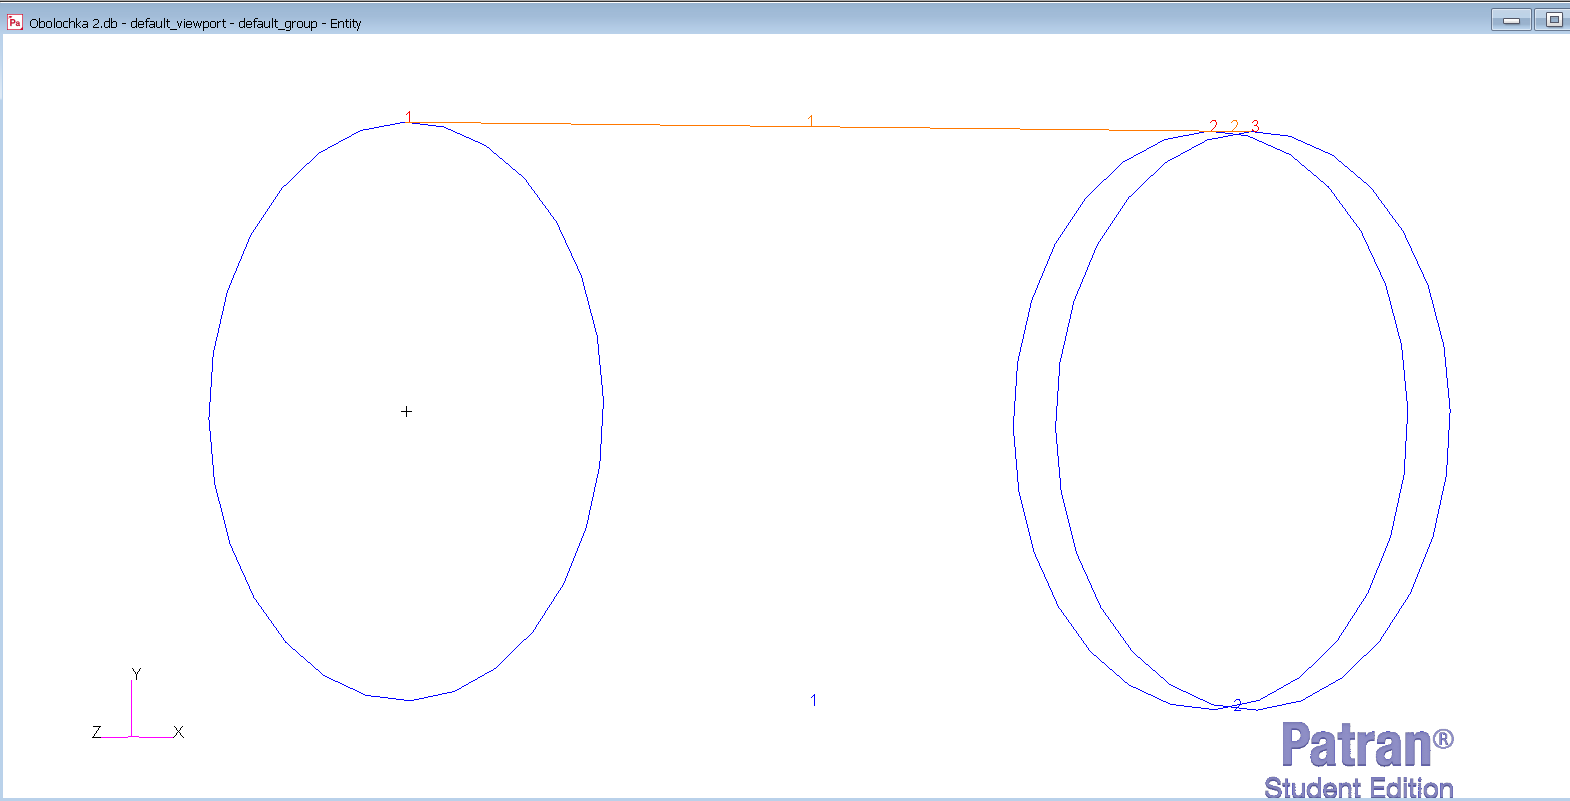 Obolochka 2.db - default_viewport - default_group - Entity
1
1
2 2 3
1
2
Y
Z X
Patran®
Student Edition